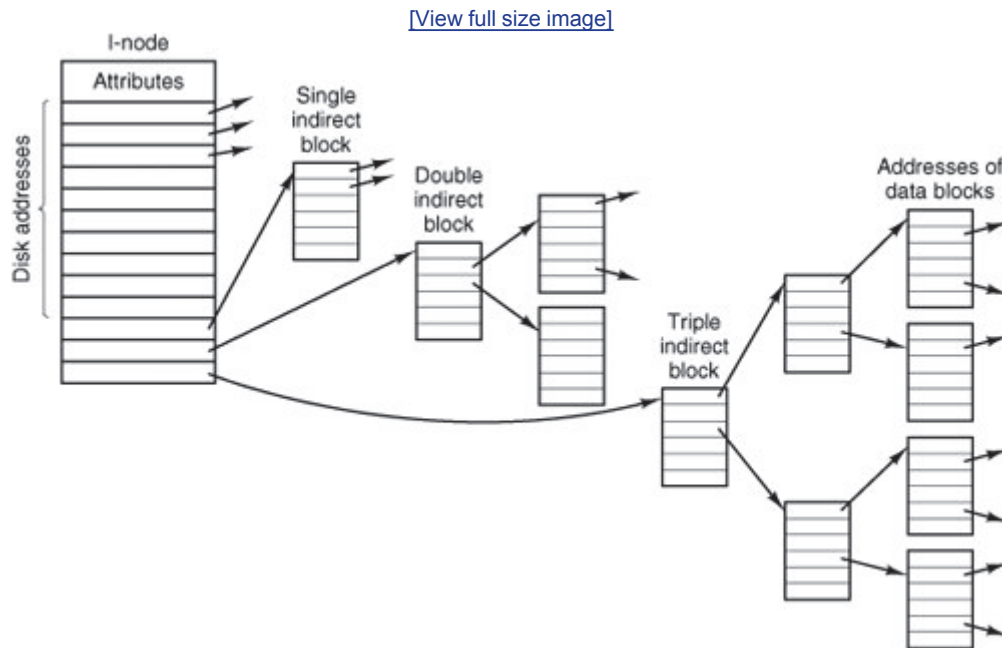 [View full size image]
I-node
Attributes
Disk addresses
Single
indirect
block
Double
indirect
block
Triple
indirect
block
Addresses of
data blocks